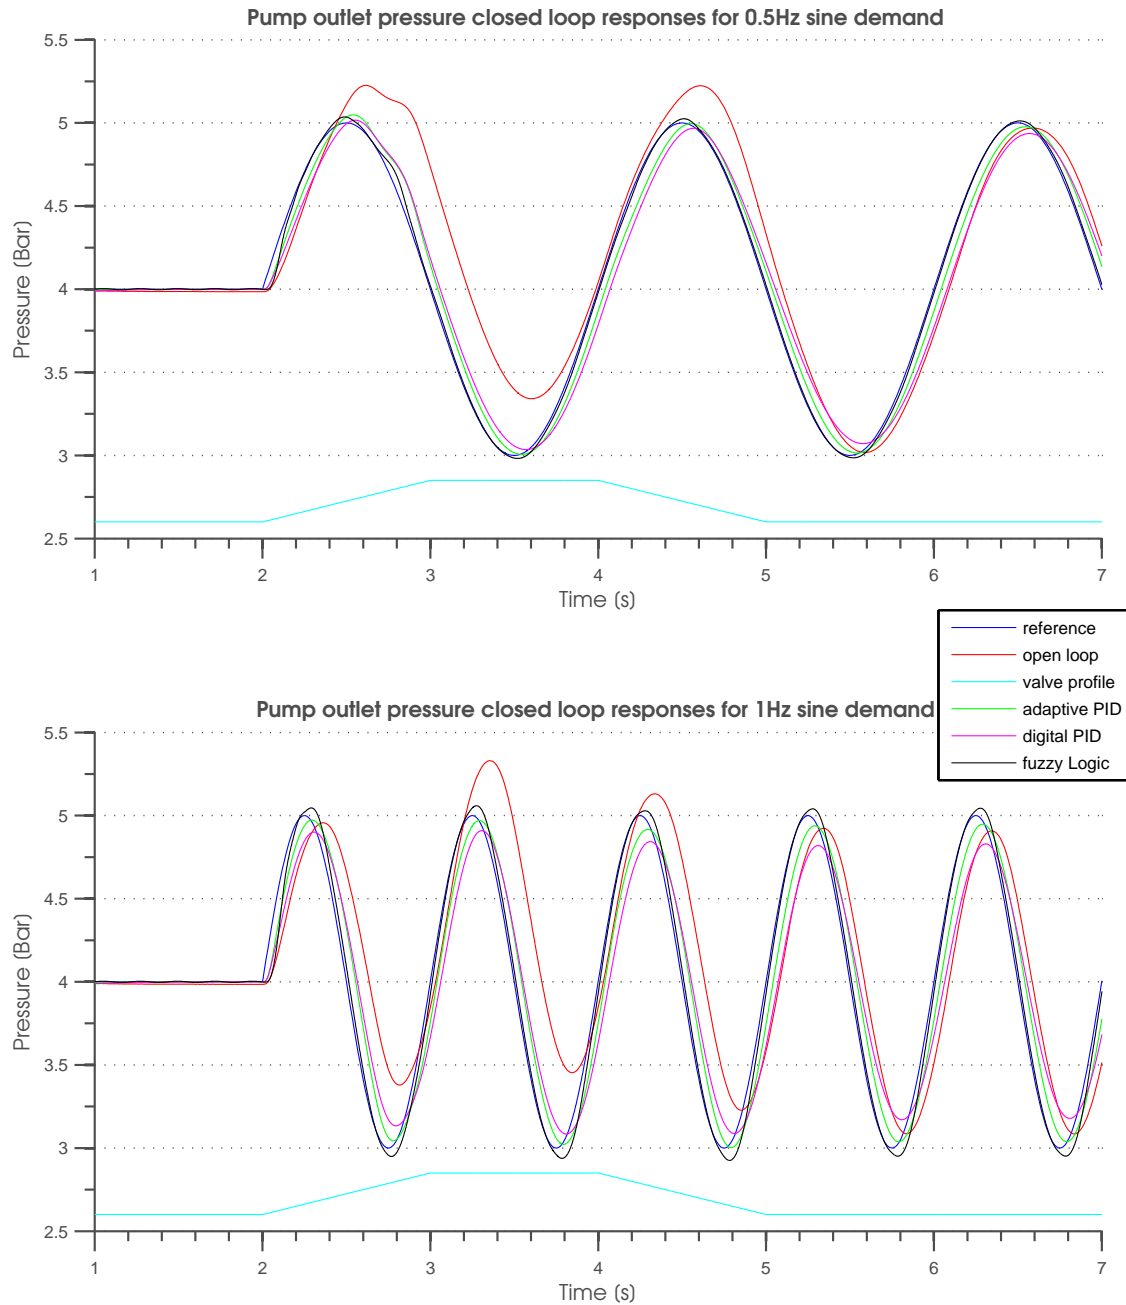 Pump outlet pressure closed loop responses for 0.5Hz sine demand
5.5
5
4.5
4
3.5
3
2.5
Pressure (Bar)
1 2 3 4 5 6 7
Time (s)
reference
open loop
valve profile
adaptive PID
digital PID
fuzzy Logic
Pump outlet pressure closed loop responses for 1Hz sine demand
5.5
5
4.5
4
3.5
3
2.5
Pressure (Bar)
1 2 3 4 5 6 7
Time (s)